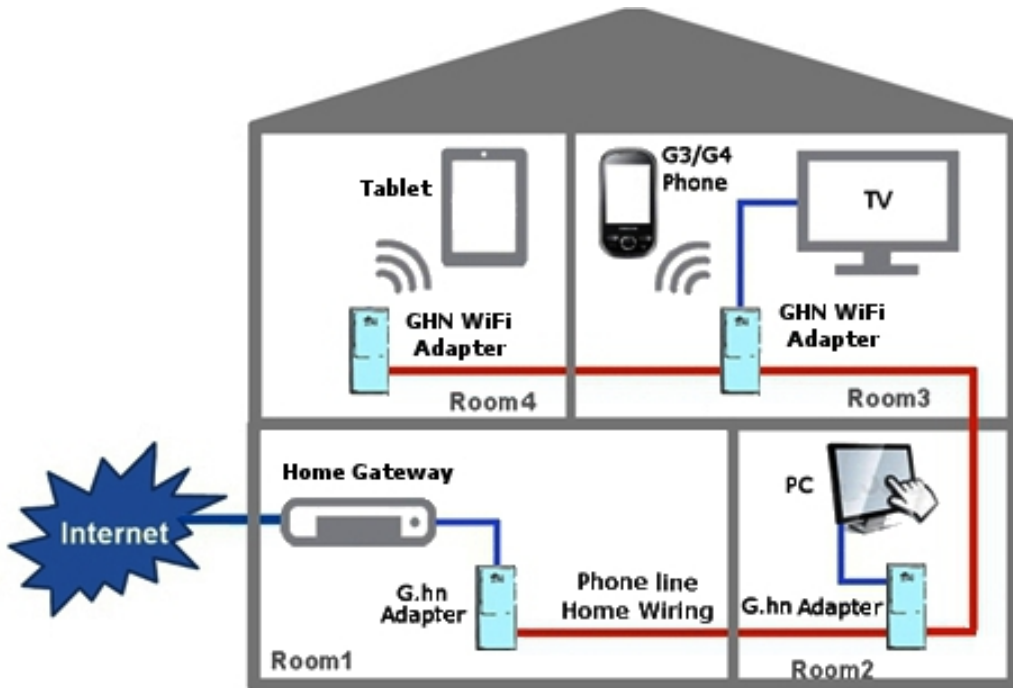 Tablet
G3/G4
Phone
TV
GHN WiFi
Adapter
Room4
GHN WiFi
Adapter
Room3
Home Gateway
Internet
G.hn
Adapter
Phone line
Home Wiring
Room1
PC
G.hn Adapter
Room2